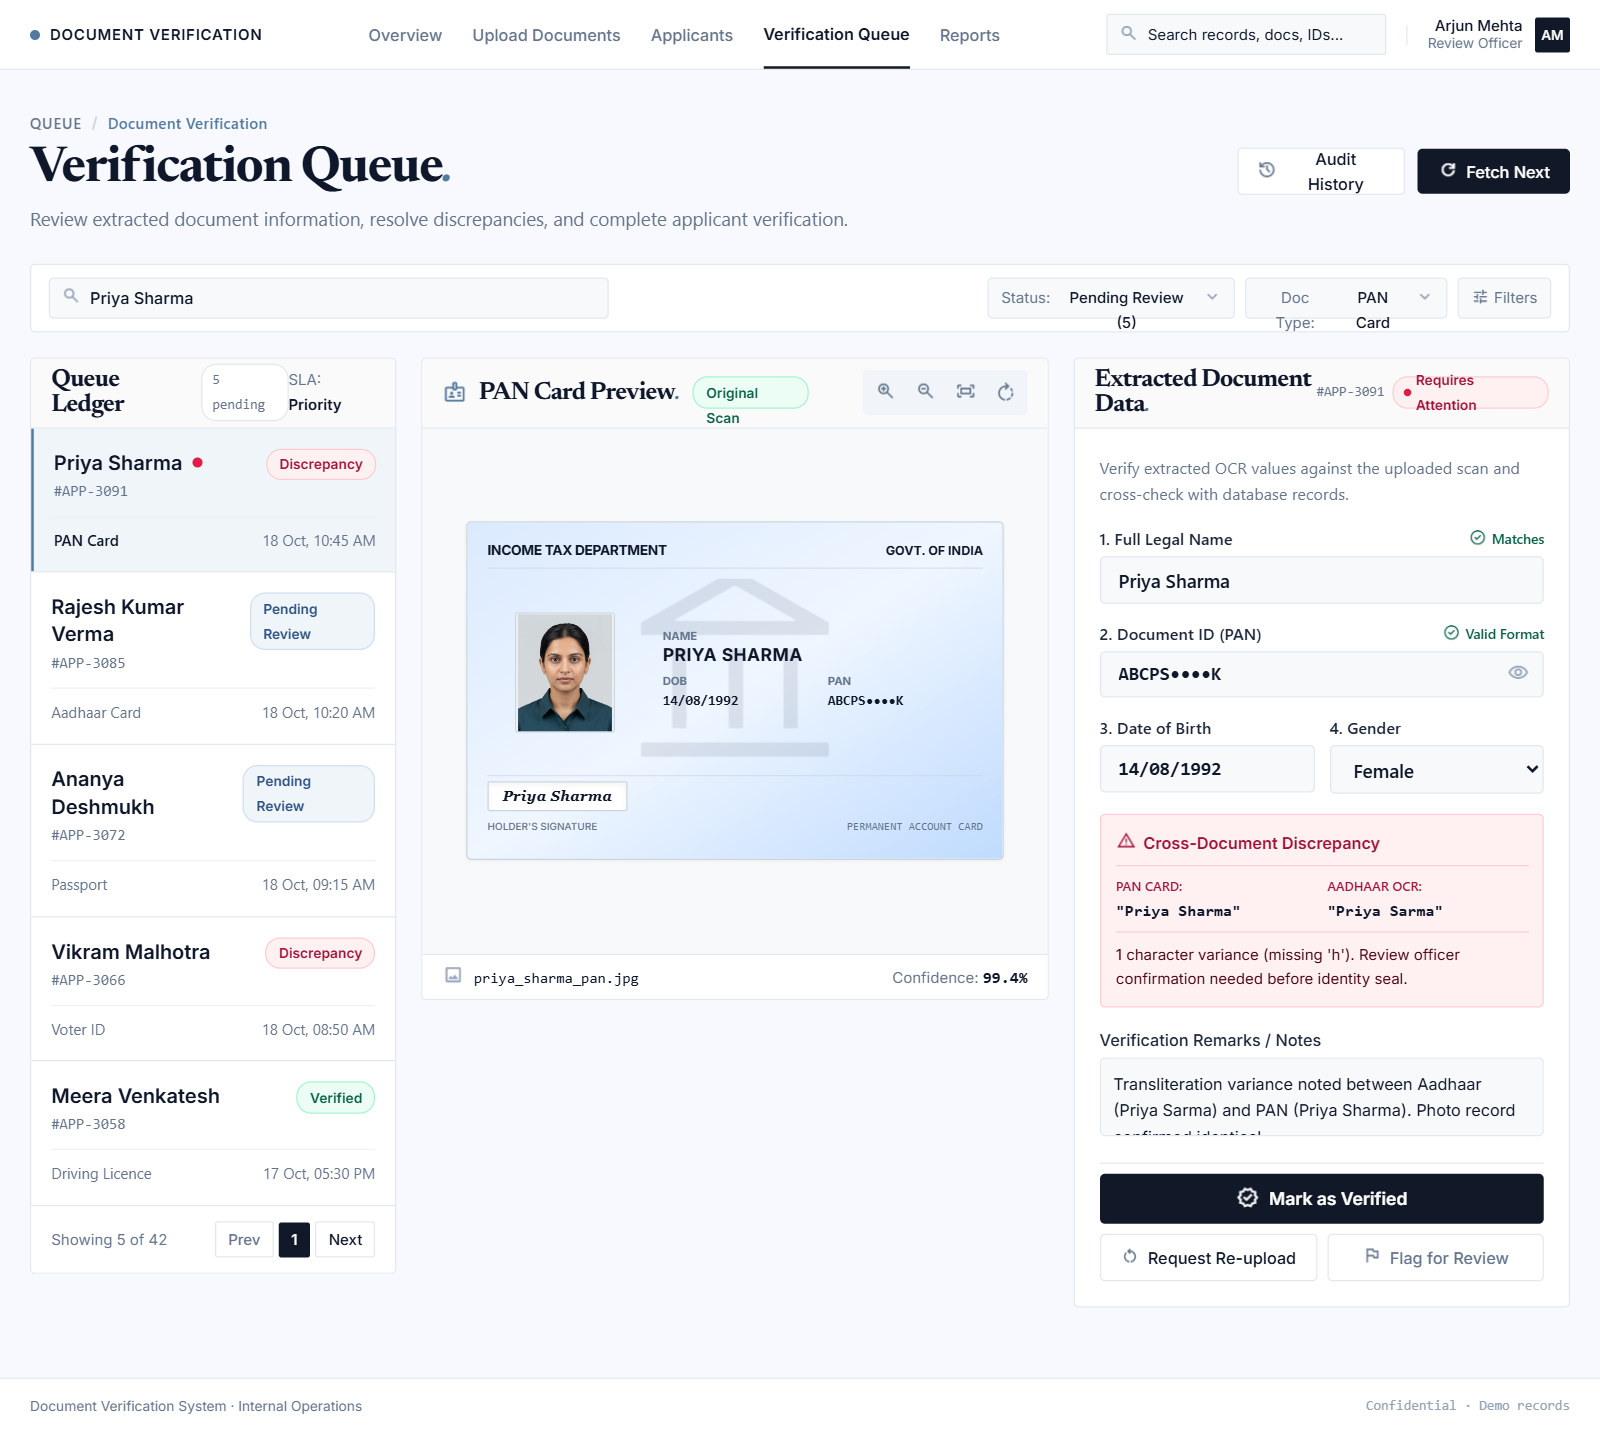 DOCUMENT VERIFICATION
Overview
Upload Documents
Applicants
Verification Queue
Reports
Search records, docs, IDs...
Arjun Mehta
Review Officer
AM
QUEUE / Document Verification
Verification Queue.
Review extracted document information, resolve discrepancies, and complete applicant verification.
Audit
History
Fetch Next
Priya Sharma
Status: Pending Review
(5)
Doc
Type:
PAN
Card
Filters
Queue
Ledger
5
pending
SLA:
Priority
Priya Sharma
Discrepancy
#APP-3091
PAN Card
18 Oct, 10:45 AM
Rajesh Kumar
Verma
Pending
Review
#APP-3085
Aadhaar Card
18 Oct, 10:20 AM
Ananya
Deshmukh
Pending
Review
#APP-3072
Passport
18 Oct, 09:15 AM
Vikram Malhotra
Discrepancy
#APP-3066
Voter ID
18 Oct, 08:50 AM
Meera Venkatesh
Verified
#APP-3058
Driving Licence
17 Oct, 05:30 PM
Showing 5 of 42
Prev
1
Next
PAN Card Preview.
Original
Scan
INCOME TAX DEPARTMENT
GOVT. OF INDIA
NAME
PRIYA SHARMA
DOB
PAN
14/08/1992
ABCPS••••K
Priya Sharma
HOLDER'S SIGNATURE
PERMANENT ACCOUNT CARD
priya_sharma_pan.jpg
Confidence: 99.4%
Extracted Document
Data.
#APP-3091
Requires
Attention
Verify extracted OCR values against the uploaded scan and
cross-check with database records.
1. Full Legal Name
Matches
Priya Sharma
2. Document ID (PAN)
Valid Format
ABCPS••••K
3. Date of Birth
4. Gender
14/08/1992
Female
Cross-Document Discrepancy
PAN CARD:
AADHAAR OCR:
"Priya Sharma"
"Priya Sarma"
1 character variance (missing 'h'). Review officer
confirmation needed before identity seal.
Verification Remarks / Notes
Transliteration variance noted between Aadhaar
(Priya Sarma) and PAN (Priya Sharma). Photo record
confirmed identical.
Mark as Verified
Request Re-upload
Flag for Review
Document Verification System · Internal Operations
Confidential · Demo records